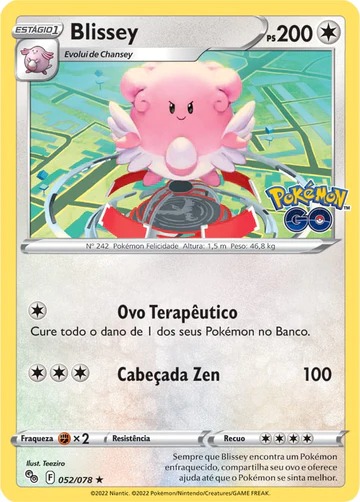 ESTÁGIO 1 Blissey PS 200
Evolui de Chansey
Pokémon GO
Nº 242 Pokémon Felicidade Altura: 1,5 m Peso: 46,8 kg
Ovo Terapêutico
Cure todo o dano de 1 dos seus Pokémon no Banco.
Cabeçada Zen 100
Fraqueza ×2 Resistência Recuo
Ilust. Teeziro
F 052/078 ★
Sempre que Blissey encontra um Pokémon
enfraquecido, compartilha seu ovo e oferece
ajuda até que o Pokémon se sinta melhor.
©2022 Niantic. ©2022 Pokémon/Nintendo/Creatures/GAME FREAK.